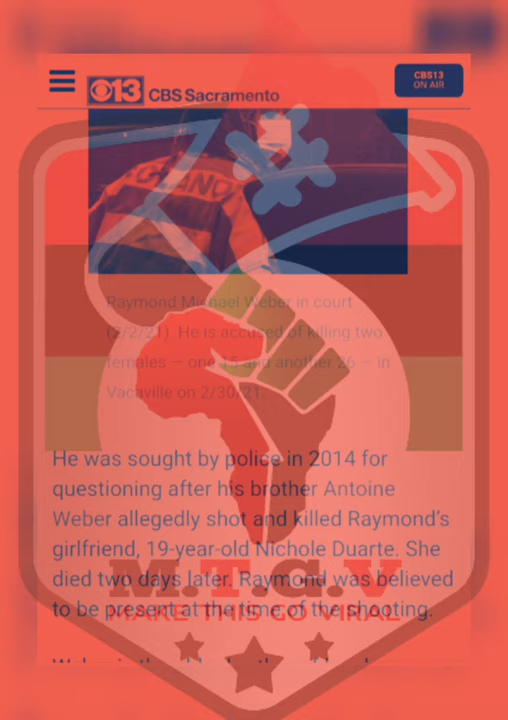 CBS13
ON AIR
13 CBS Sacramento
SOLANO
Raymond Michael Weber in court
(2/2/21). He is accused of killing two
females — one 15 and another 26 — in
Vacaville on 2/30/21.
He was sought by police in 2014 for
questioning after his brother Antoine
Weber allegedly shot and killed Raymond's
girlfriend, 19-year-old Nichole Duarte. She
died two days later. Raymond was believed
to be present at the time of the shooting.
M.T.G.V
MAKE THIS GO VIRAL